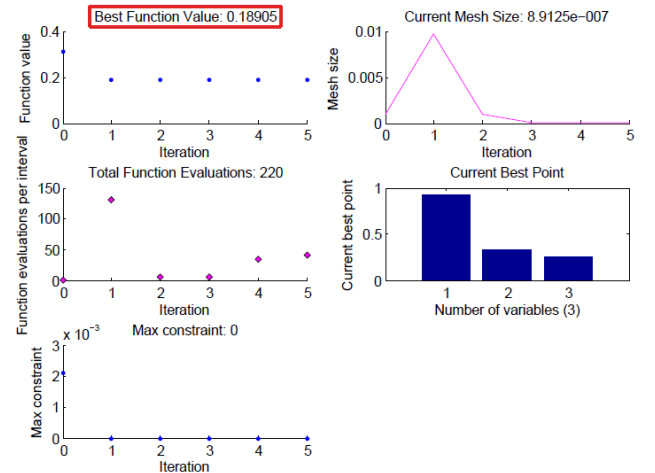 Best Function Value: 0.18905
Function value
0.4
0.2
0
0 1 2 3 4 5
Iteration
Current Mesh Size: 8.9125e−007
Mesh size
0.01
0.005
0
0 1 2 3 4 5
Iteration
Total Function Evaluations: 220
Function evaluations per interval
150
100
50
0
0 1 2 3 4 5
Iteration
Current Best Point
Current best point
1
0.5
0
1 2 3
Number of variables (3)
Max constraint: 0
x 10⁻³
Max constraint
3
2
1
0
0 1 2 3 4 5
Iteration